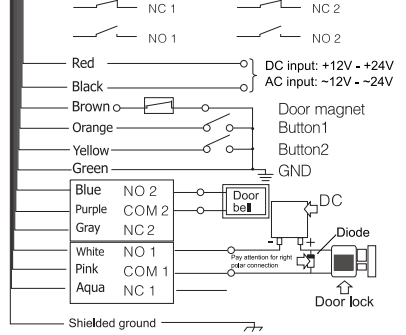 NC 1 NC 2
NO 1 NO 2
Red DC input: +12V - +24V
Black AC input: ~12V - ~24V
Brown Door magnet
Orange Button1
Yellow Button2
Green GND
Blue NO 2 Door bell
Purple COM 2 DC
Gray NC 2 Diode
- +
White NO 1 Pay attention for right polar connection
Pink COM 1
Aqua NC 1 Door lock
Shielded ground